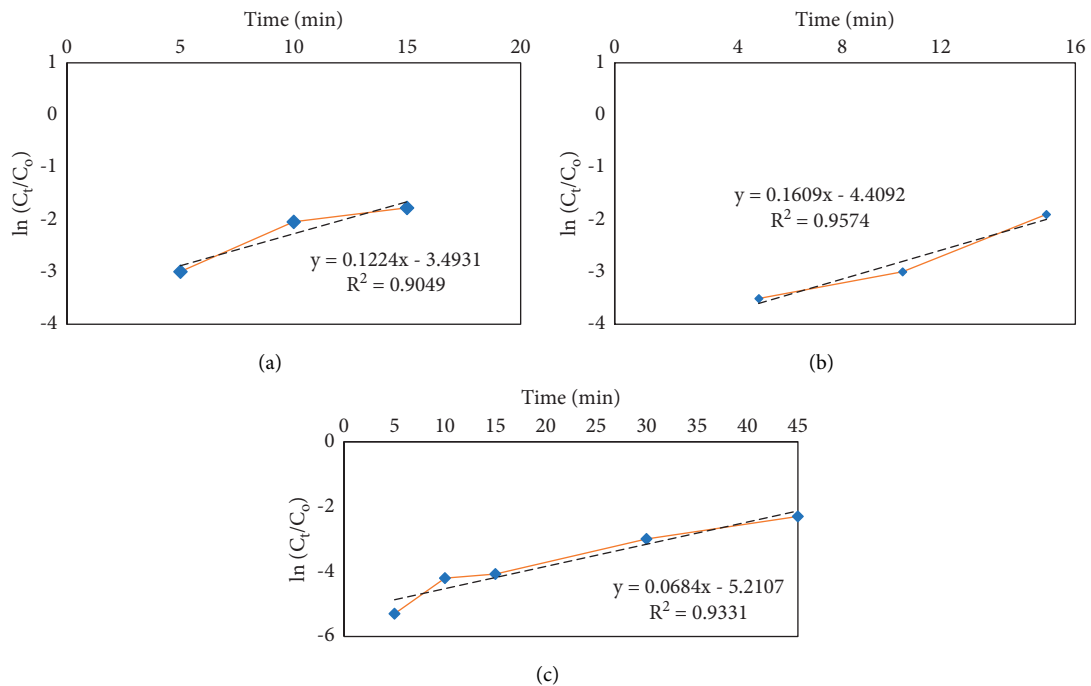 Time (min)
0 5 10 15 20
1
0
-1
-2
-3
-4
ln (Cₜ/Cₒ)
y = 0.1224x - 3.4931
R² = 0.9049
(a)
Time (min)
0 4 8 12 16
1
0
-1
-2
-3
-4
ln (Cₜ/Cₒ)
y = 0.1609x - 4.4092
R² = 0.9574
(b)
Time (min)
0 5 10 15 20 25 30 35 40 45
0
-2
-4
-6
ln (Cₜ/Cₒ)
y = 0.0684x - 5.2107
R² = 0.9331
(c)